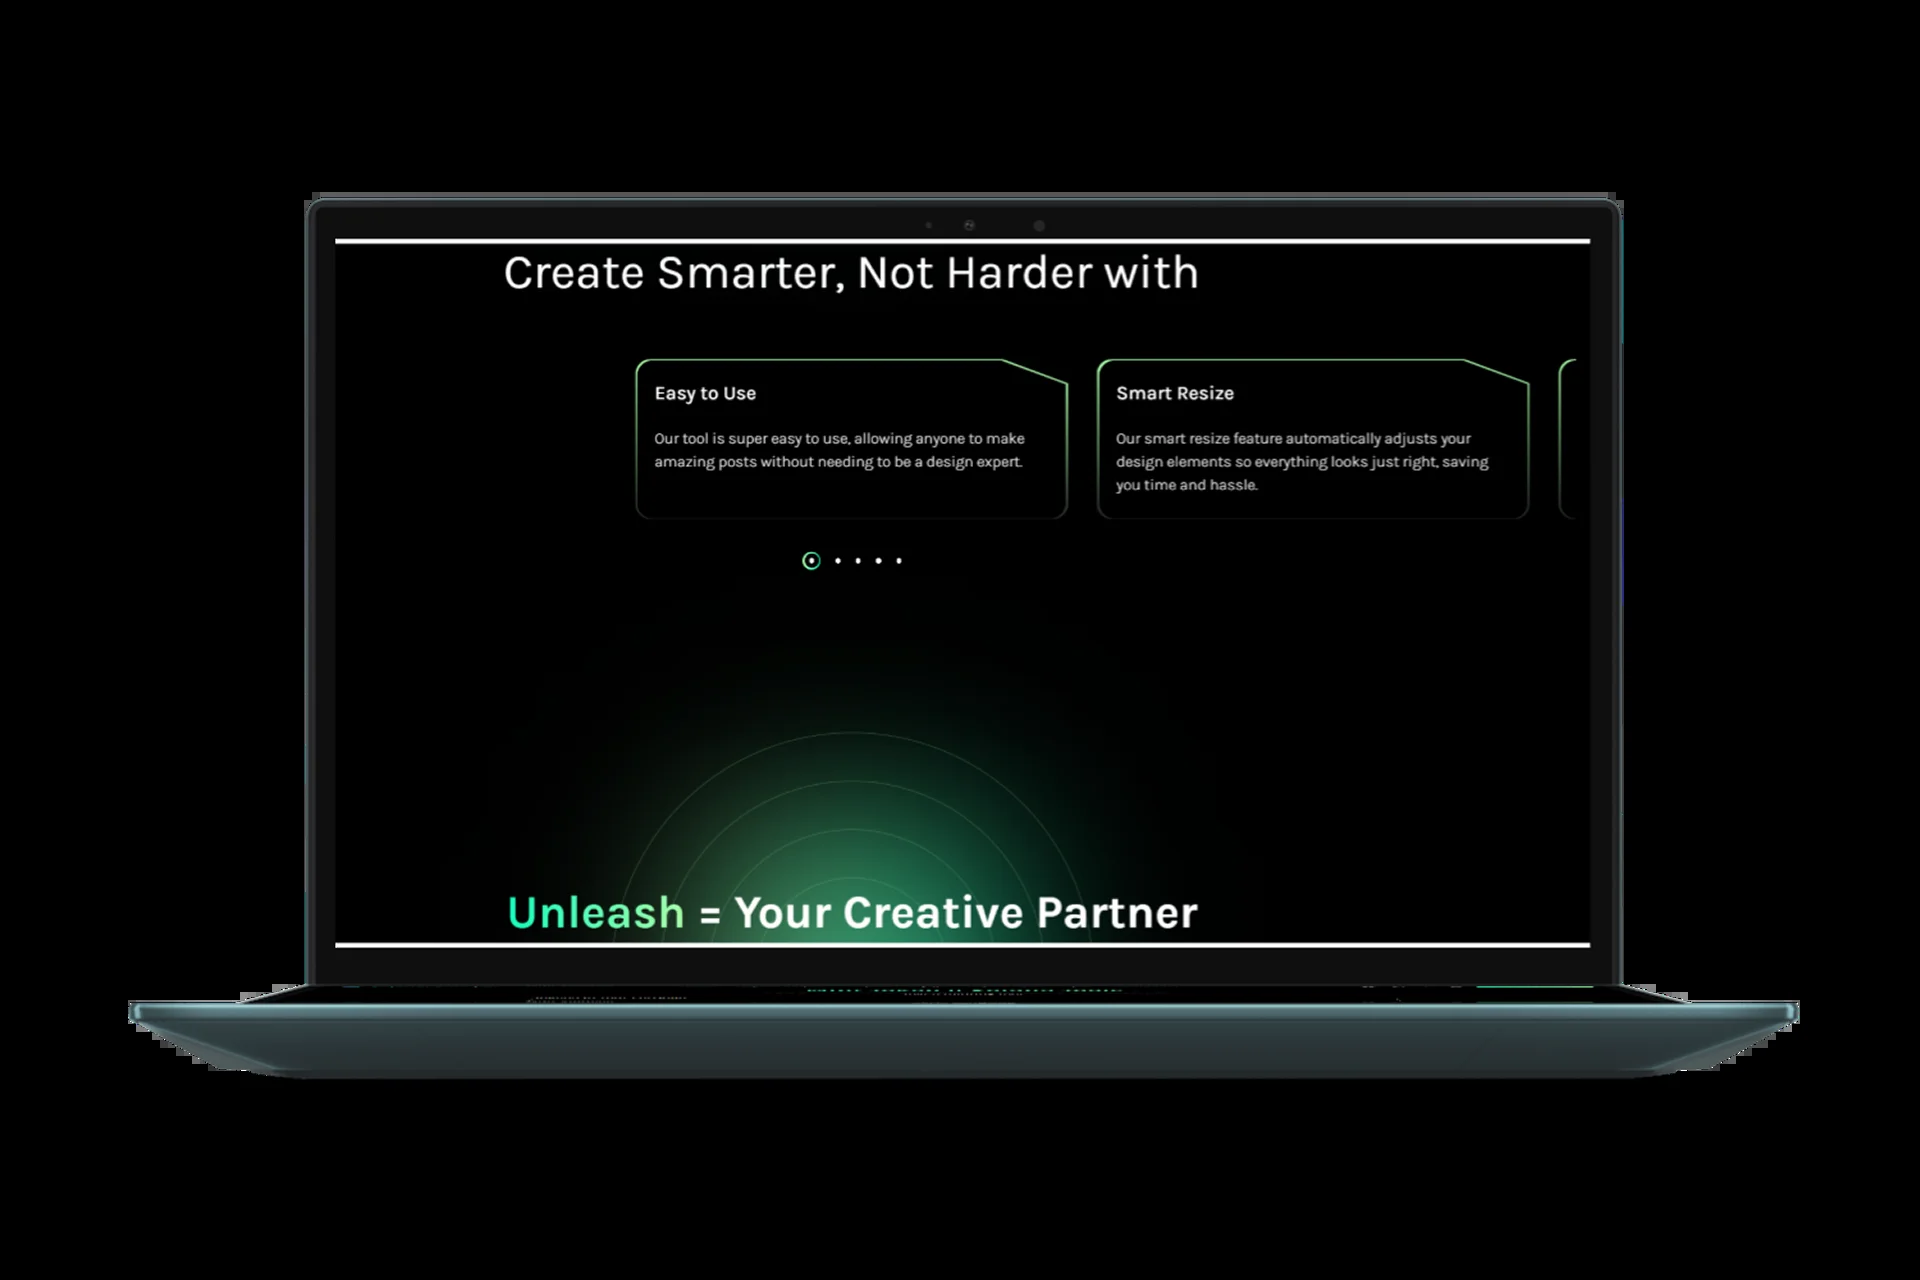 Create Smarter, Not Harder with
Easy to Use
Our tool is super easy to use, allowing anyone to make
amazing posts without needing to be a design expert.
Smart Resize
Our smart resize feature automatically adjusts your
design elements so everything looks just right, saving
you time and hassle.
Unleash = Your Creative Partner